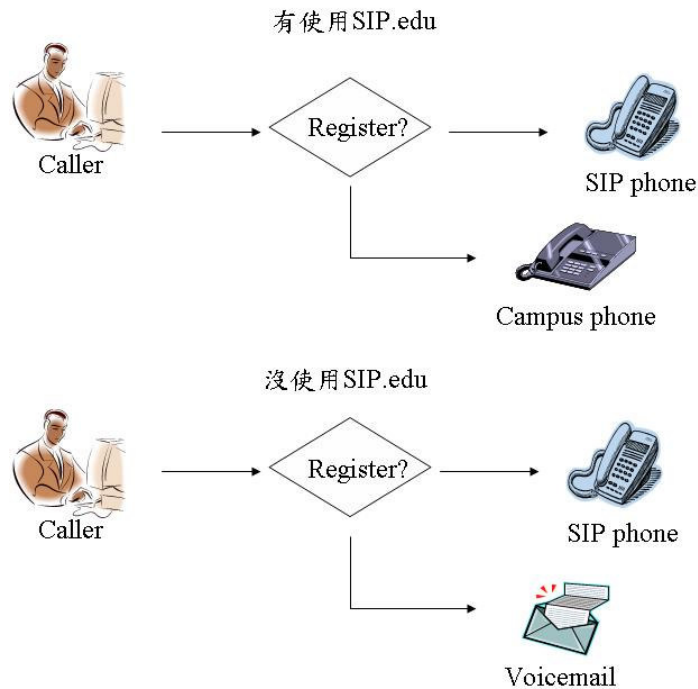 有使用SIP.edu
Register?
Caller
SIP phone
Campus phone
沒使用SIP.edu
Register?
Caller
SIP phone
Voicemail